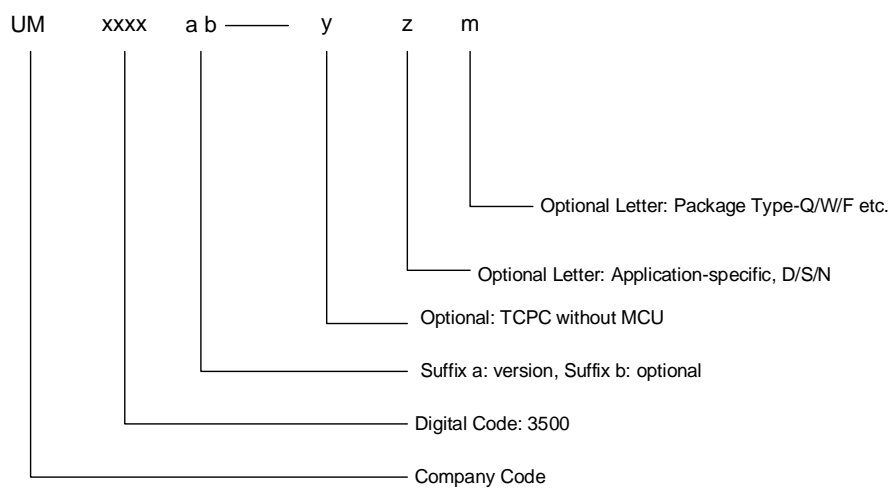 UM xxxx a b y z m
Optional Letter: Package Type-Q/W/F etc.
Optional Letter: Application-specific, D/S/N
Optional: TCPC without MCU
Suffix a: version, Suffix b: optional
Digital Code: 3500
Company Code